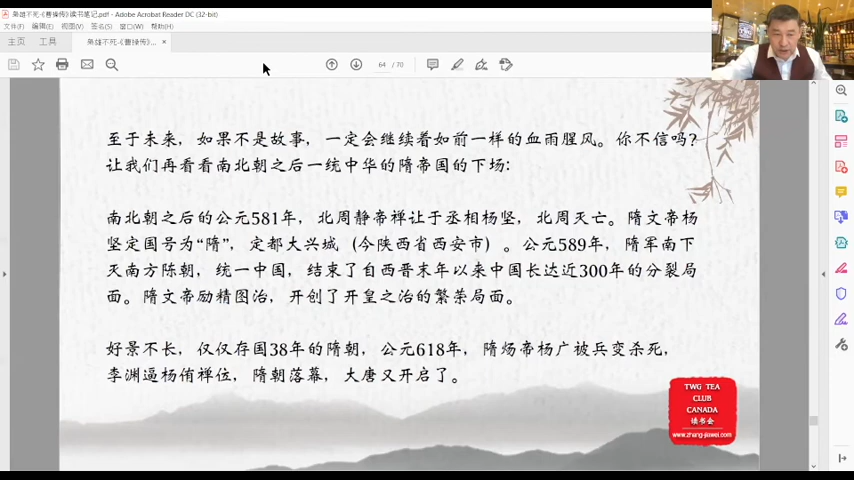 枭雄不死-《曹操传》读书笔记.pdf - Adobe Acrobat Reader DC (32-bit)
文件(F) 编辑(E) 视图(V) 签名(S) 窗口(W) 帮助(H)
主页 工具 枭雄不死-《曹操传》... ×
64 / 70
至于未来，如果不是故事，一定会继续着如前一样的血雨腥风。你不信吗？
让我们再看看南北朝之后一统中华的隋帝国的下场：
南北朝之后的公元581年，北周静帝禅让于丞相杨坚，北周灭亡。隋文帝杨
坚定国号为“隋”，定都大兴城（今陕西省西安市）。公元589年，隋军南下
灭南方陈朝，统一中国，结束了自西晋末年以来中国长达近300年的分裂局
面。隋文帝励精图治，开创了开皇之治的繁荣局面。
好景不长，仅仅存国38年的隋朝，公元618年，隋炀帝杨广被兵变杀死，
李渊逼杨侑禅位，隋朝落幕，大唐又开启了。
TWG TEA
CLUB
CANADA
读书会
www.zhang-jiawei.com